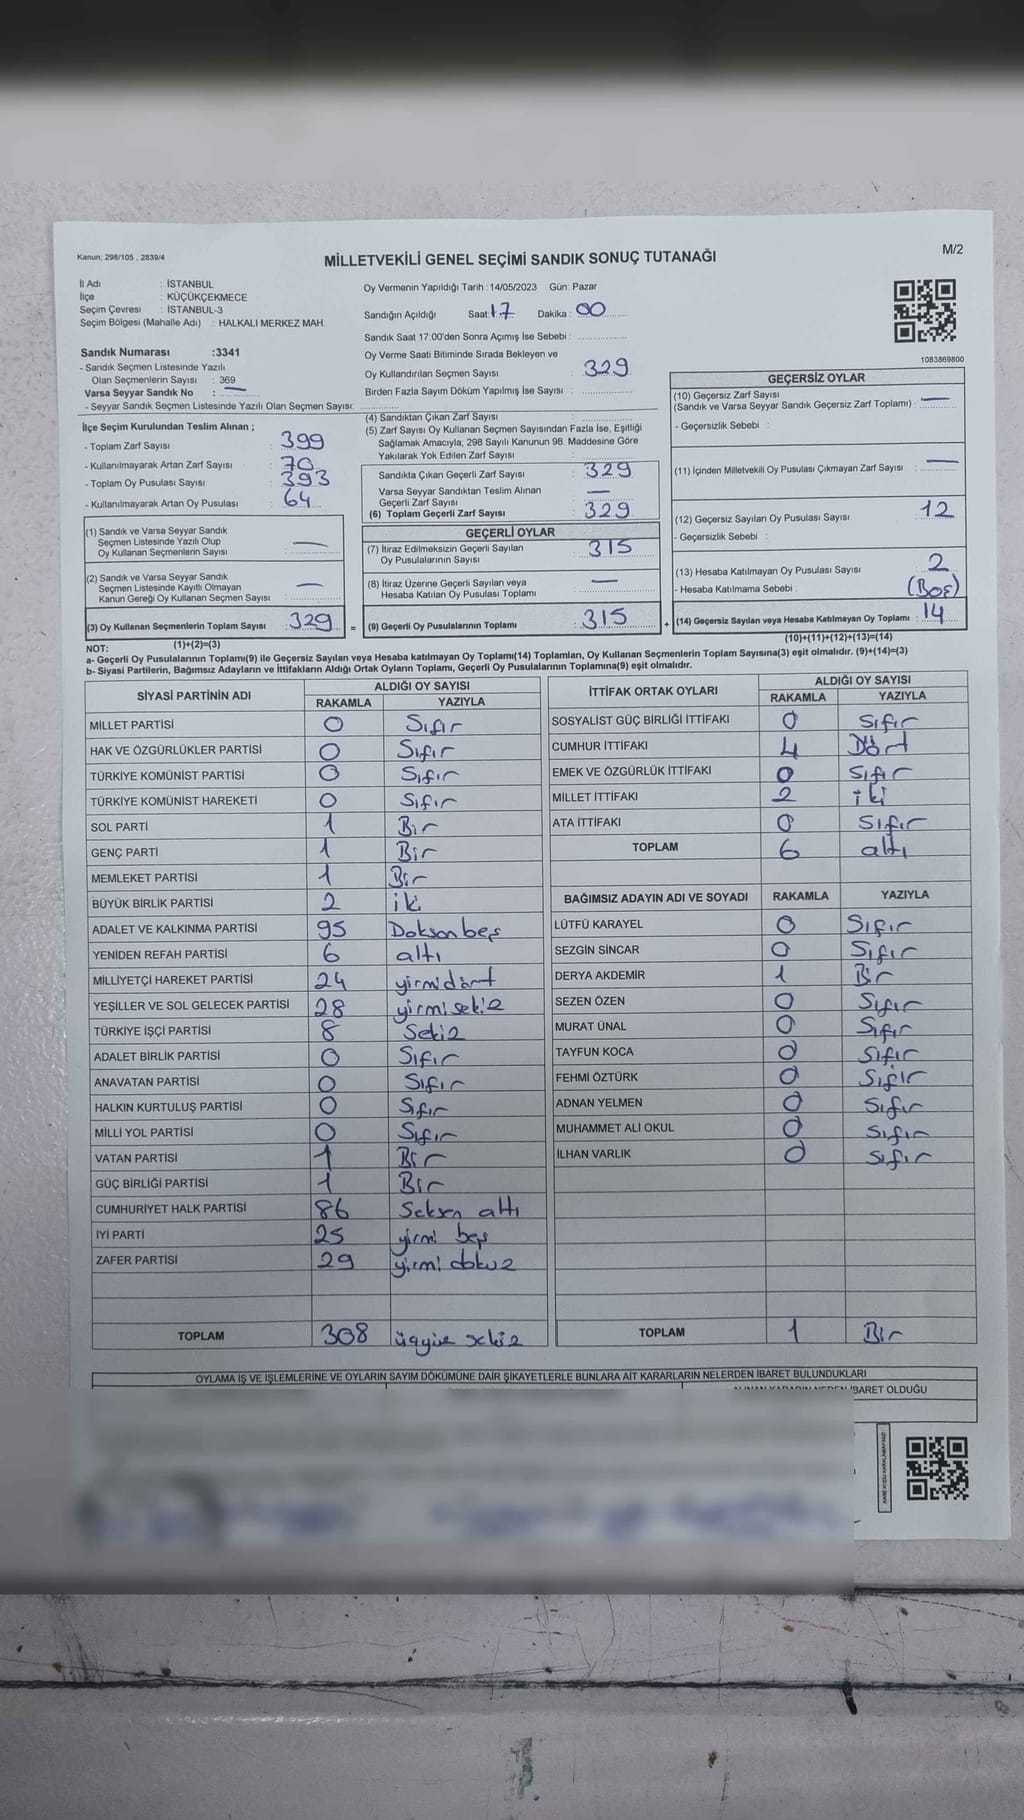 Kanun; 298/105 , 2839/4
MİLLETVEKİLİ GENEL SEÇİMİ SANDIK SONUÇ TUTANAĞI
M/2
İl Adı : İSTANBUL
İlçe : KÜÇÜKÇEKMECE
Seçim Çevresi : İSTANBUL-3
Seçim Bölgesi (Mahalle Adı) : HALKALI MERKEZ MAH.
Sandık Numarası :3341
- Sandık Seçmen Listesinde Yazılı
Olan Seçmenlerin Sayısı : 369
Varsa Seyyar Sandık No : —
- Seyyar Sandık Seçmen Listesinde Yazılı Olan Seçmen Sayısı:
Oy Vermenin Yapıldığı Tarih :14/05/2023 Gün: Pazar
Sandığın Açıldığı Saat: 17 Dakika : 00
Sandık Saat 17:00'den Sonra Açımış İse Sebebi :
Oy Verme Saati Bitiminde Sırada Bekleyen ve
Oy Kullandırılan Seçmen Sayısı : 329
Birden Fazla Sayım Döküm Yapılmış İse Sayısı :
1083869800
İlçe Seçim Kurulundan Teslim Alınan ;
- Toplam Zarf Sayısı : 399
- Kullanılmayarak Artan Zarf Sayısı : 70
- Toplam Oy Pusulası Sayısı : 393
- Kullanılmayarak Artan Oy Pusulası : 64
(1) Sandık ve Varsa Seyyar Sandık
Seçmen Listesinde Yazılı Olup
Oy Kullanan Seçmenlerin Sayısı : —
(2) Sandık ve Varsa Seyyar Sandık
Seçmen Listesinde Kayıtlı Olmayan
Kanun Gereği Oy Kullanan Seçmen Sayısı : —
(3) Oy Kullanan Seçmenlerin Toplam Sayısı : 329 =
(1)+(2)=(3)
(4) Sandıktan Çıkan Zarf Sayısı :
(5) Zarf Sayısı Oy Kullanan Seçmen Sayısından Fazla İse, Eşitliği
Sağlamak Amacıyla; 298 Sayılı Kanunun 98. Maddesine Göre
Yakılarak Yok Edilen Zarf Sayısı :
Sandıkta Çıkan Geçerli Zarf Sayısı : 329
Varsa Seyyar Sandıktan Teslim Alınan
Geçerli Zarf Sayısı : —
(6) Toplam Geçerli Zarf Sayısı : 329
GEÇERLİ OYLAR
(7) İtiraz Edilmeksizin Geçerli Sayılan
Oy Pusulalarının Sayısı : 315
(8) İtiraz Üzerine Geçerli Sayılan veya
Hesaba Katılan Oy Pusulası Toplamı : —
(9) Geçerli Oy Pusulalarının Toplamı : 315 +
GEÇERSİZ OYLAR
(10) Geçersiz Zarf Sayısı
(Sandık ve Varsa Seyyar Sandık Geçersiz Zarf Toplamı) : —
- Geçersizlik Sebebi :
(11) İçinden Milletvekili Oy Pusulası Çıkmayan Zarf Sayısı : —
(12) Geçersiz Sayılan Oy Pusulası Sayısı : 12
- Geçersizlik Sebebi :
(13) Hesaba Katılmayan Oy Pusulası Sayısı : 2
- Hesaba Katılmama Sebebi : (Boş)
(14) Geçersiz Sayılan veya Hesaba Katılmayan Oy Toplamı : 14
(10)+(11)+(12)+(13)=(14)
NOT:
a- Geçerli Oy Pusulalarının Toplamı(9) ile Geçersiz Sayılan veya Hesaba katılmayan Oy Toplamı(14) Toplamları, Oy Kullanan Seçmenlerin Toplam Sayısına(3) eşit olmalıdır. (9)+(14)=(3)
b- Siyasi Partilerin, Bağımsız Adayların ve İttifakların Aldığı Ortak Oyların Toplamı, Geçerli Oy Pusulalarının Toplamına(9) eşit olmalıdır.
SİYASİ PARTİNİN ADI
ALDIĞI OY SAYISI
RAKAMLA YAZIYLA
MİLLET PARTİSİ 0 Sıfır
HAK VE ÖZGÜRLÜKLER PARTİSİ 0 Sıfır
TÜRKİYE KOMÜNİST PARTİSİ 0 Sıfır
TÜRKİYE KOMÜNİST HAREKETİ 0 Sıfır
SOL PARTİ 1 Bir
GENÇ PARTİ 1 Bir
MEMLEKET PARTİSİ 1 Bir
BÜYÜK BİRLİK PARTİSİ 2 iki
ADALET VE KALKINMA PARTİSİ 95 Doksan beş
YENİDEN REFAH PARTİSİ 6 altı
MİLLİYETÇİ HAREKET PARTİSİ 24 yirmidört
YEŞİLLER VE SOL GELECEK PARTİSİ 28 yirmisekiz
TÜRKİYE İŞÇİ PARTİSİ 8 Sekiz
ADALET BİRLİK PARTİSİ 0 Sıfır
ANAVATAN PARTİSİ 0 Sıfır
HALKIN KURTULUŞ PARTİSİ 0 Sıfır
MİLLİ YOL PARTİSİ 0 Sıfır
VATAN PARTİSİ 1 Bir
GÜÇ BİRLİĞİ PARTİSİ 1 Bir
CUMHURİYET HALK PARTİSİ 86 Seksen altı
İYİ PARTİ 25 yirmi beş
ZAFER PARTİSİ 29 yirmi dokuz
TOPLAM 308 üçyüz sekiz
İTTİFAK ORTAK OYLARI
ALDIĞI OY SAYISI
RAKAMLA YAZIYLA
SOSYALİST GÜÇ BİRLİĞİ İTTİFAKI 0 Sıfır
CUMHUR İTTİFAKI 4 Dört
EMEK VE ÖZGÜRLÜK İTTİFAKI 0 Sıfır
MİLLET İTTİFAKI 2 iki
ATA İTTİFAKI 0 Sıfır
TOPLAM 6 altı
BAĞIMSIZ ADAYIN ADI VE SOYADI RAKAMLA YAZIYLA
LÜTFÜ KARAYEL 0 Sıfır
SEZGİN SİNCAR 0 Sıfır
DERYA AKDEMİR 1 Bir
SEZEN ÖZEN 0 Sıfır
MURAT ÜNAL 0 Sıfır
TAYFUN KOCA 0 Sıfır
FEHMİ ÖZTÜRK 0 Sıfır
ADNAN YELMEN 0 Sıfır
MUHAMMET ALİ OKUL 0 Sıfır
İLHAN VARLIK 0 Sıfır
TOPLAM 1 Bir
OYLAMA İŞ VE İŞLEMLERİNE VE OYLARIN SAYIM DÖKÜMÜNE DAİR ŞİKAYETLERLE BUNLARA AİT KARARLARIN NELERDEN İBARET BULUNDUKLARI
İBARET OLDUĞU